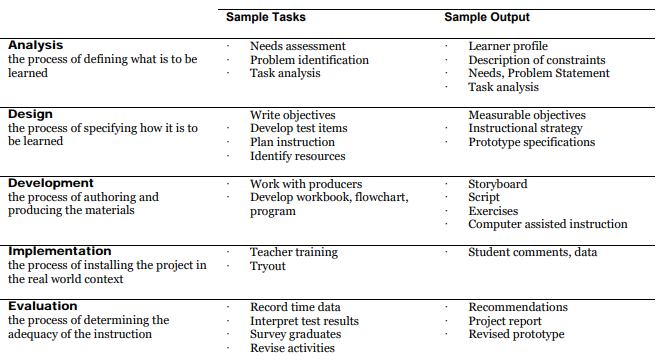 Sample Tasks Sample Output
Analysis
the process of defining what is to be
learned
· Needs assessment
· Problem identification
· Task analysis
· Learner profile
· Description of constraints
· Needs, Problem Statement
· Task analysis
Design
the process of specifying how it is to
be learned
Write objectives
· Develop test items
· Plan instruction
· Identify resources
Measurable objectives
· Instructional strategy
· Prototype specifications
Development
the process of authoring and
producing the materials
· Work with producers
· Develop workbook, flowchart,
program
· Storyboard
· Script
· Exercises
· Computer assisted instruction
Implementation
the process of installing the project in
the real world context
· Teacher training
· Tryout
· Student comments, data
Evaluation
the process of determining the
adequacy of the instruction
· Record time data
· Interpret test results
· Survey graduates
· Revise activities
· Recommendations
· Project report
· Revised prototype